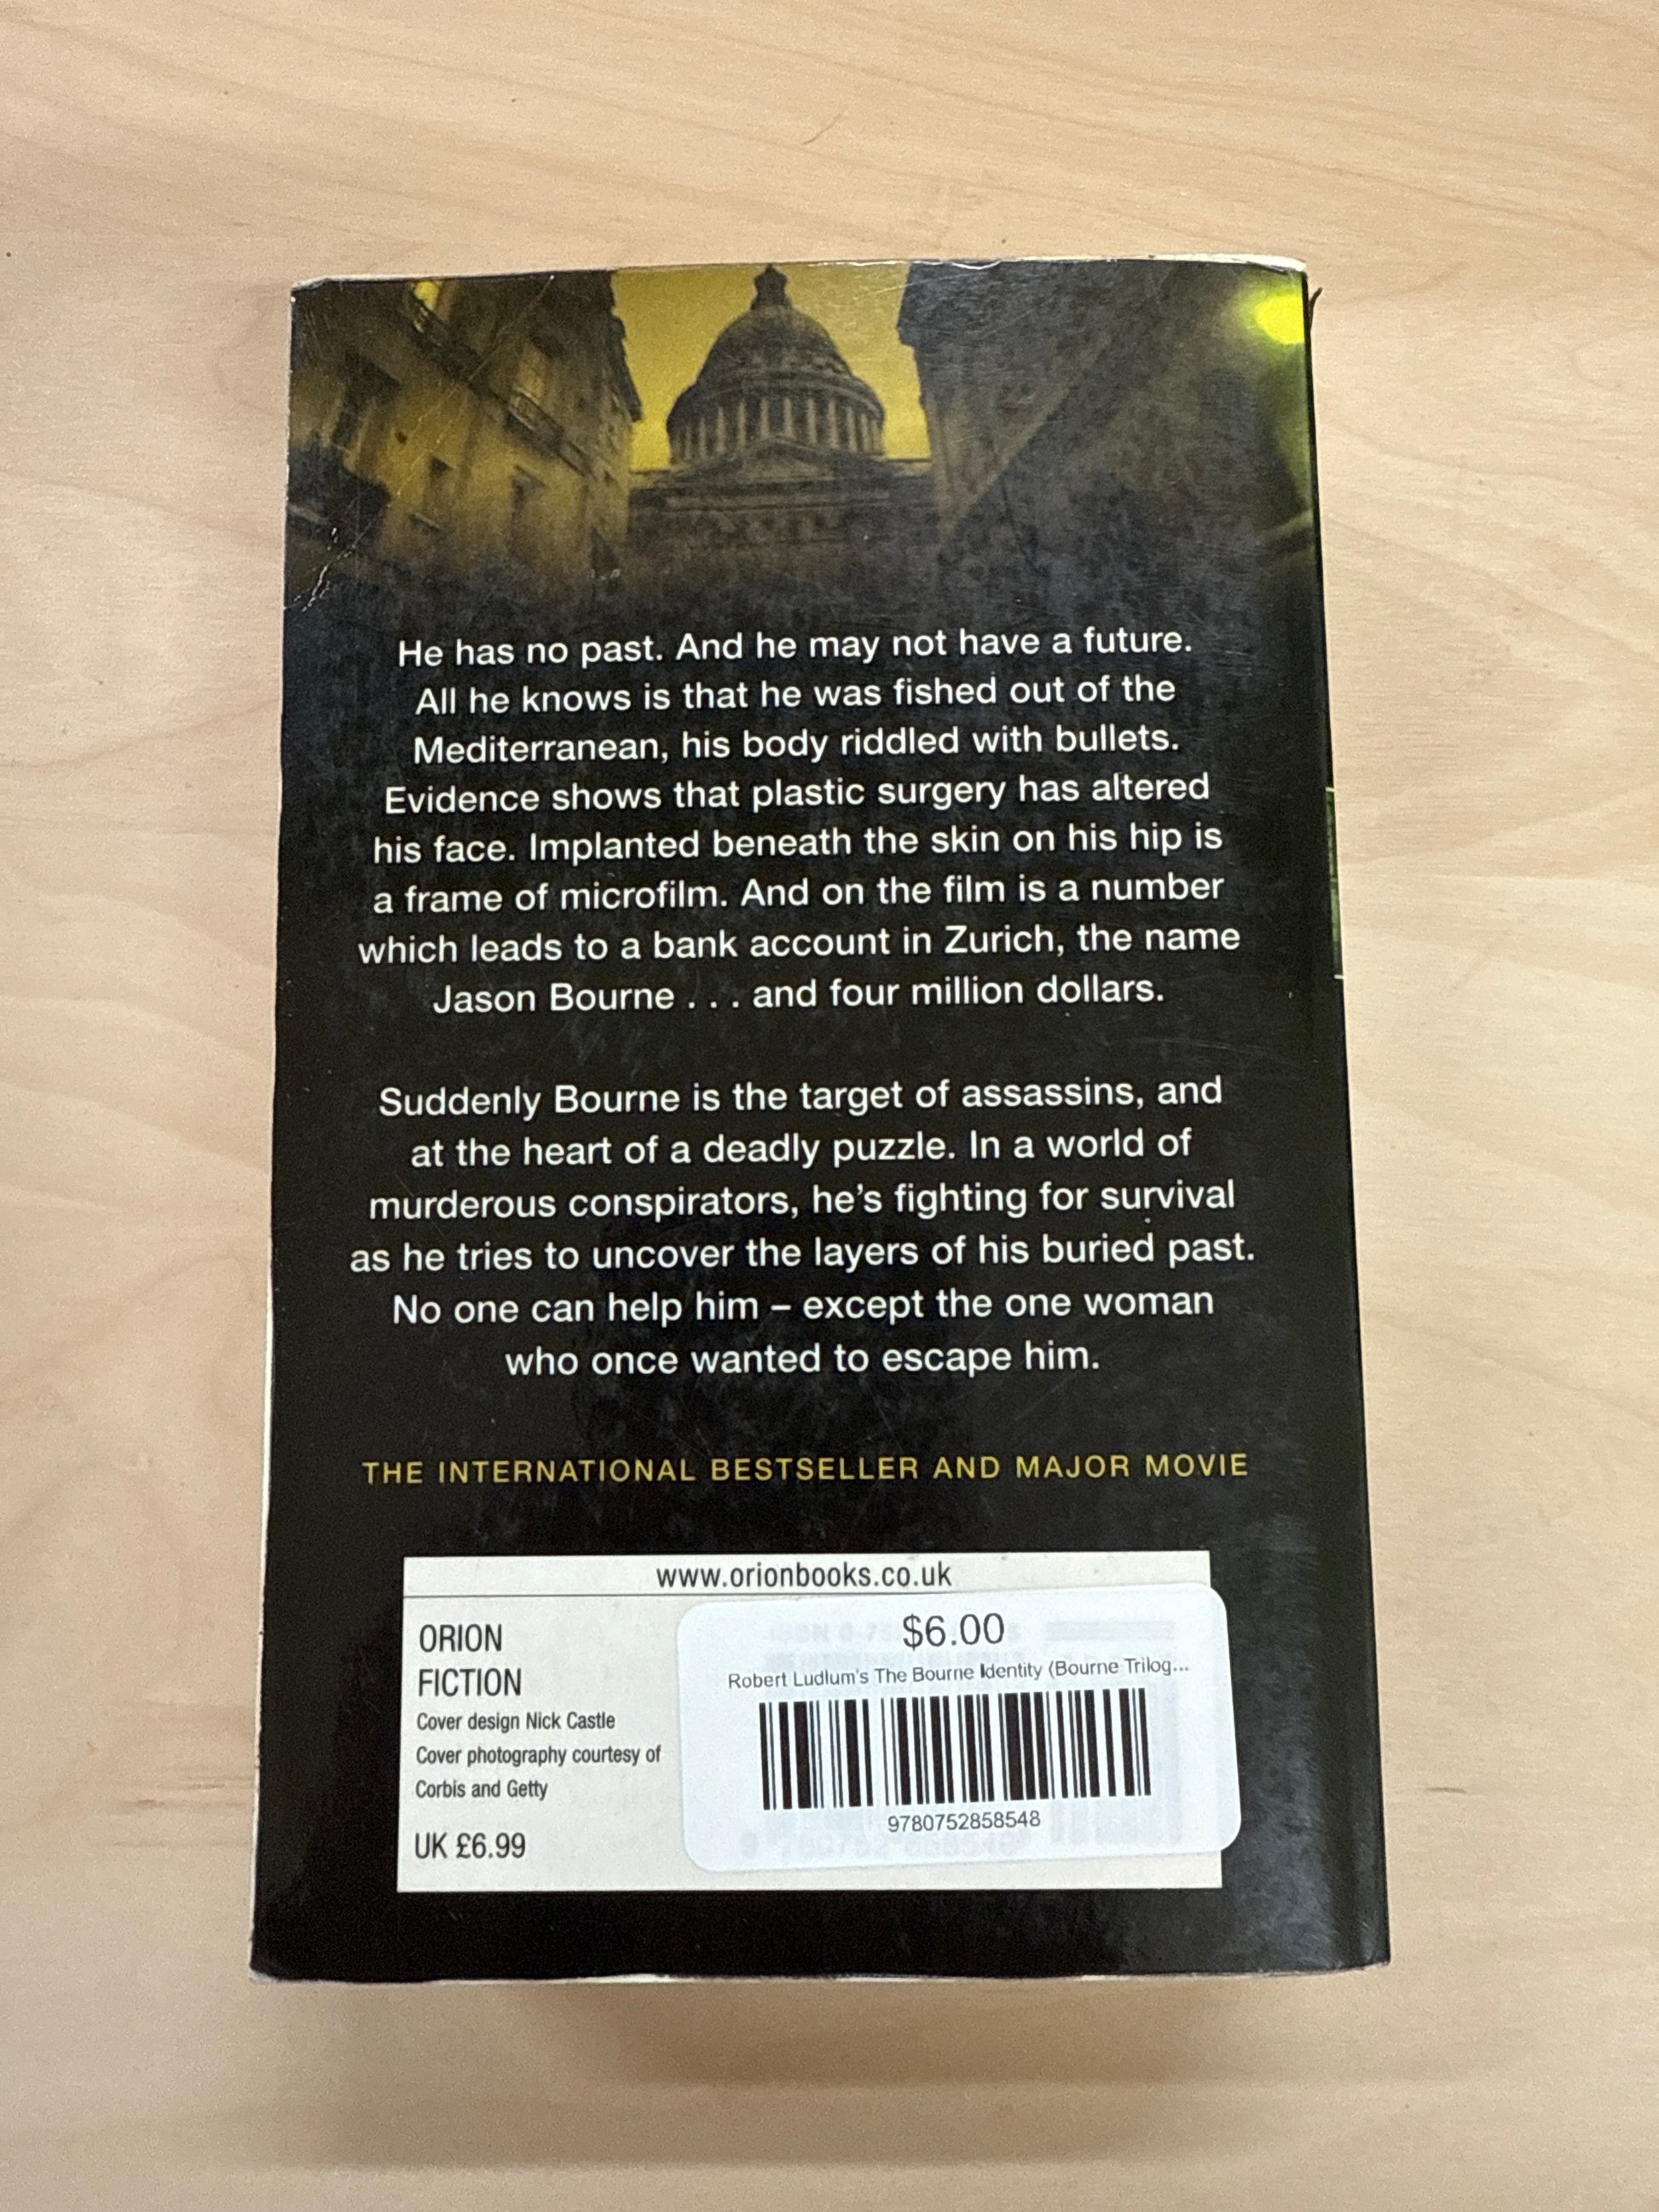 He has no past. And he may not have a future.
All he knows is that he was fished out of the
Mediterranean, his body riddled with bullets.
Evidence shows that plastic surgery has altered
his face. Implanted beneath the skin on his hip is
a frame of microfilm. And on the film is a number
which leads to a bank account in Zurich, the name
Jason Bourne . . . and four million dollars.
Suddenly Bourne is the target of assassins, and
at the heart of a deadly puzzle. In a world of
murderous conspirators, he's fighting for survival
as he tries to uncover the layers of his buried past.
No one can help him – except the one woman
who once wanted to escape him.
THE INTERNATIONAL BESTSELLER AND MAJOR MOVIE
www.orionbooks.co.uk
ORION
FICTION
Cover design Nick Castle
Cover photography courtesy of
Corbis and Getty
UK £6.99
$6.00
Robert Ludlum's The Bourne Identity (Bourne Trilog...
9780752858548